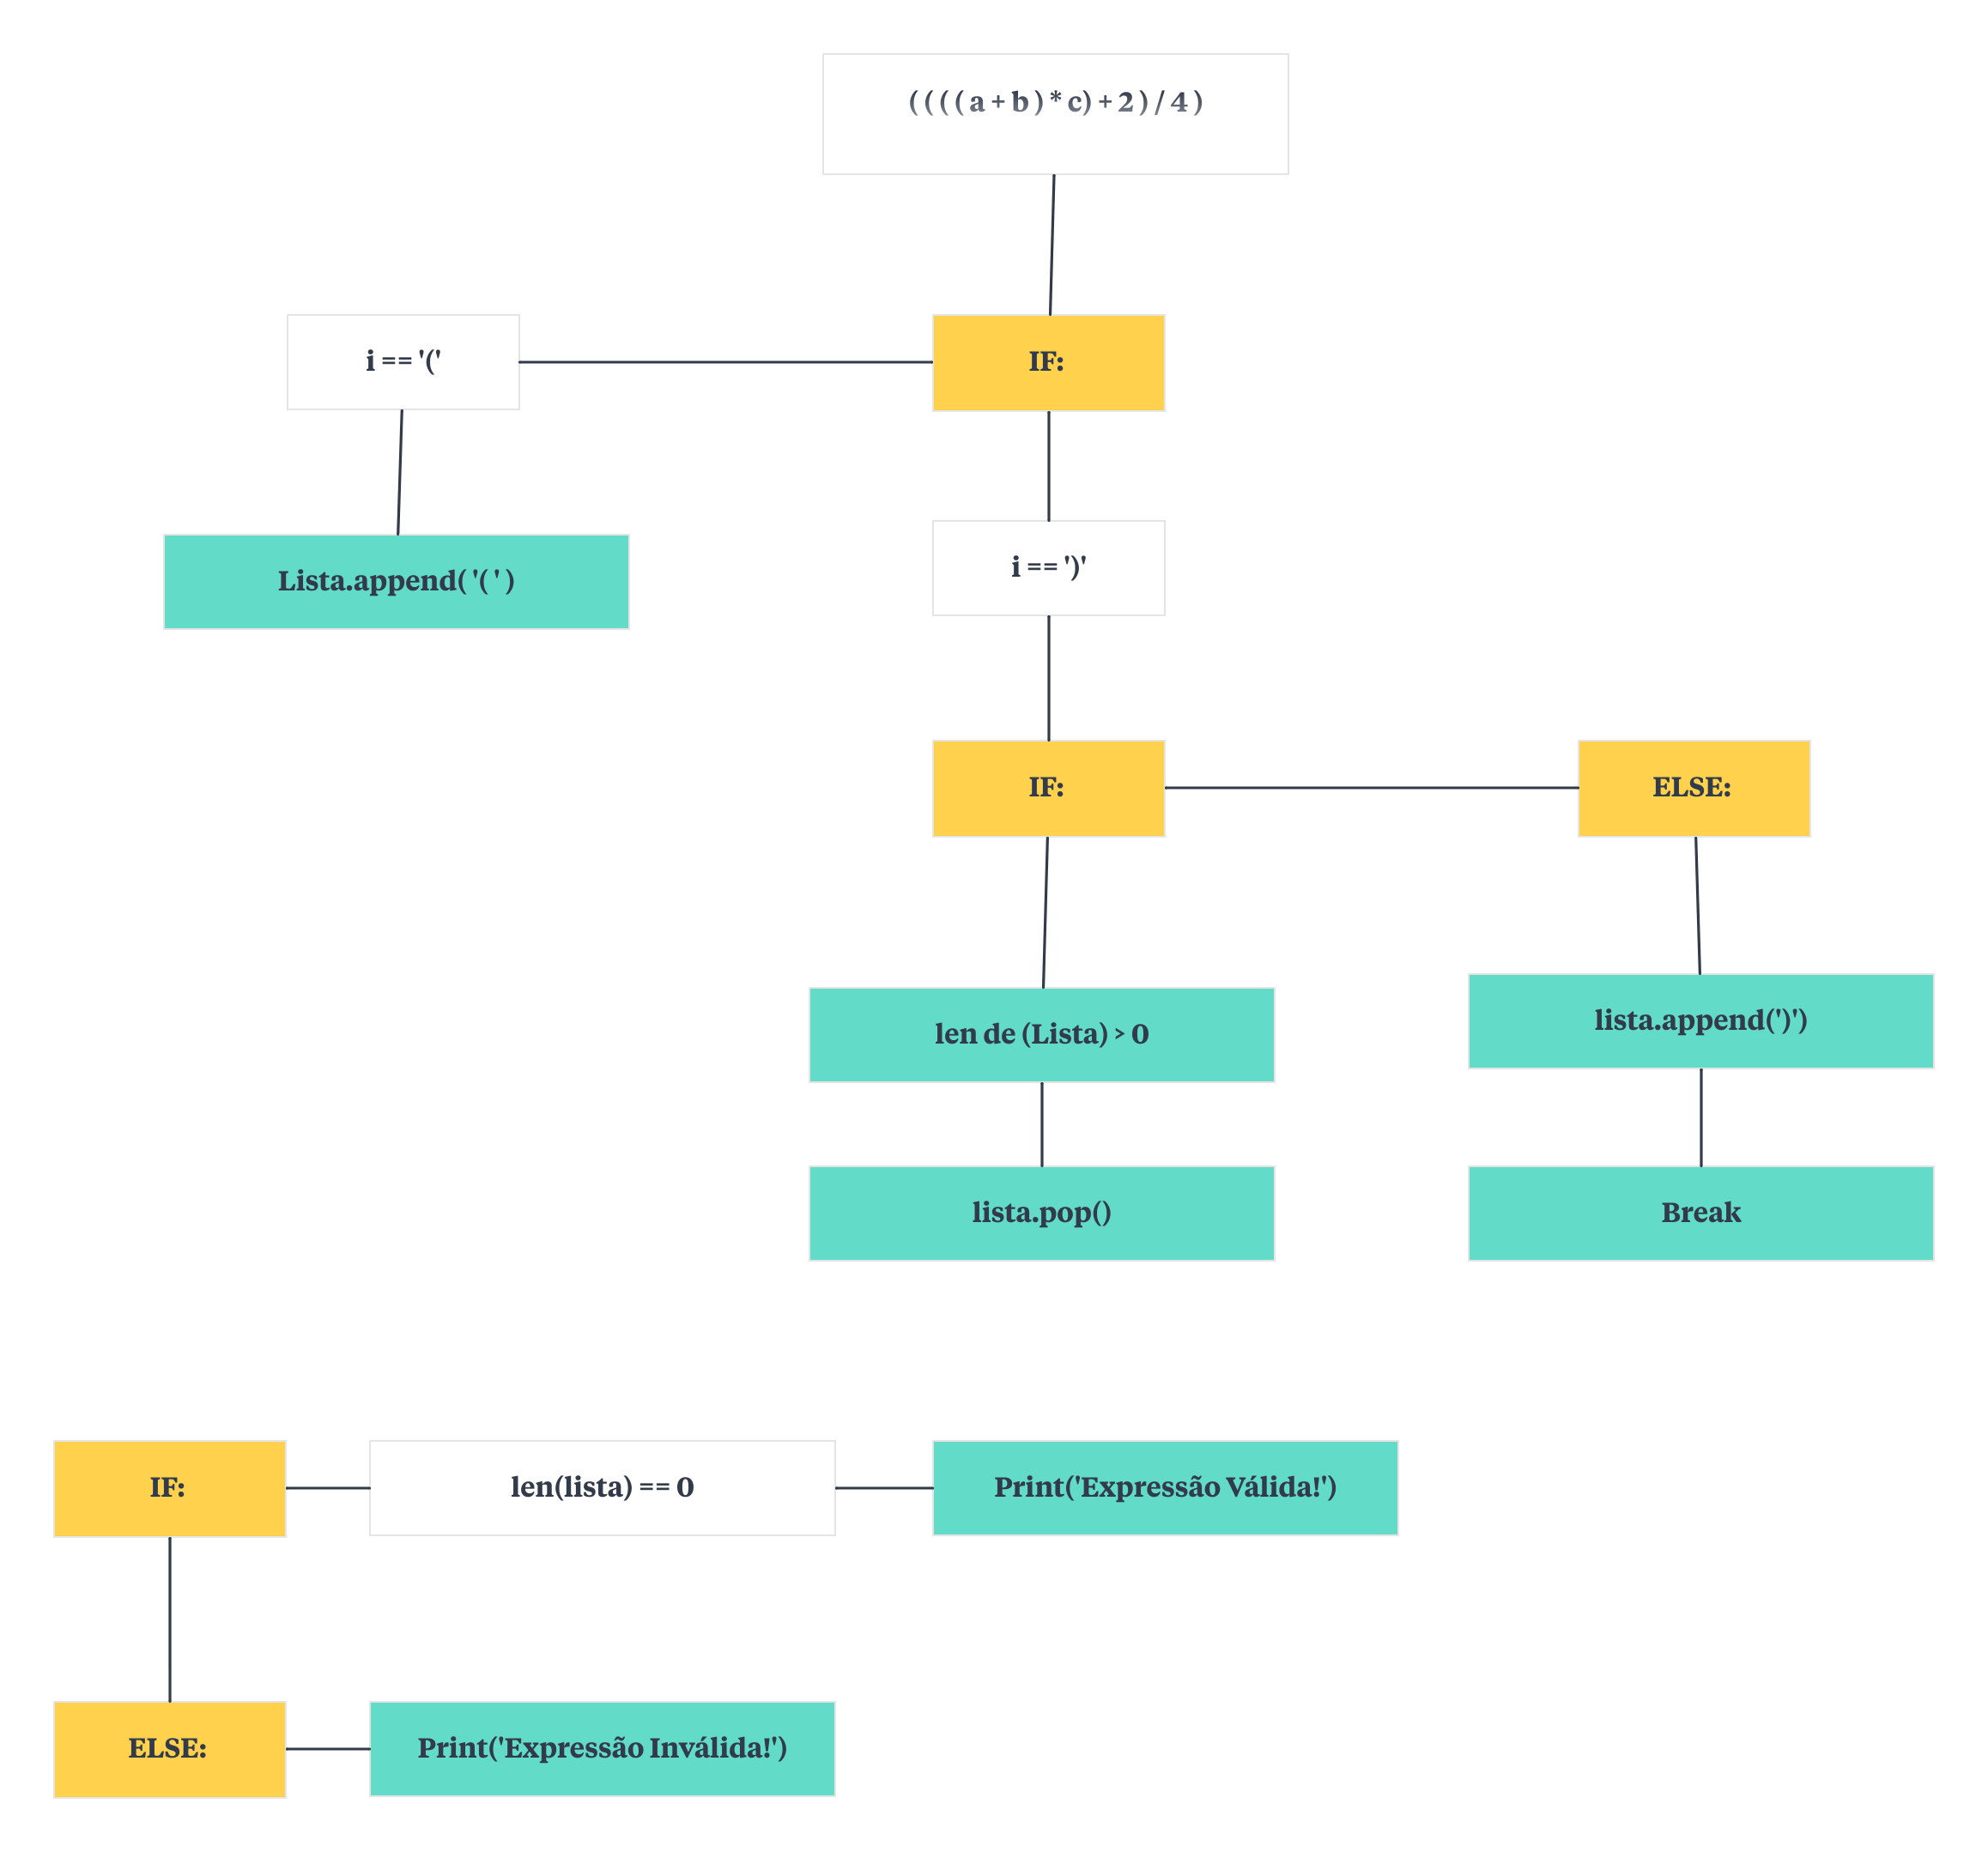 ( ( ( ( a + b ) * c) + 2 ) / 4 )
i == '('
IF:
Lista.append( '( ' )
i == ')'
IF:
ELSE:
len de (Lista) > 0
lista.append(')')
lista.pop()
Break
IF:
len(lista) == 0
Print('Expressão Válida!')
ELSE:
Print('Expressão Inválida!')